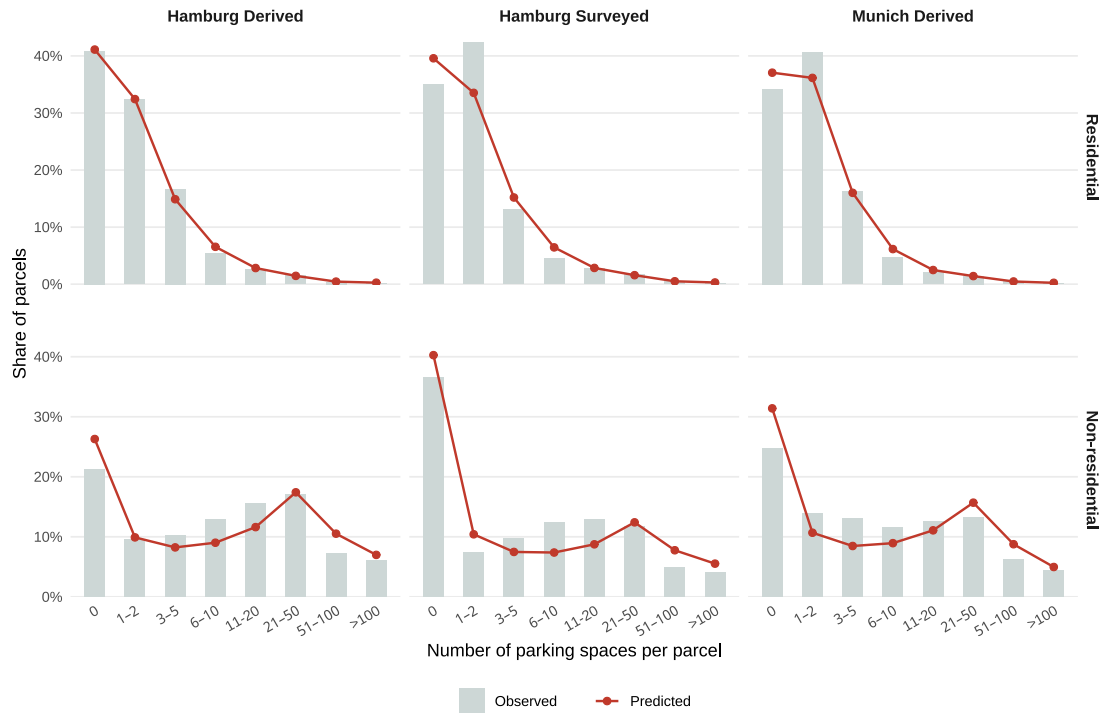 Hamburg Derived
Hamburg Surveyed
Munich Derived
40%
30%
20%
10%
0%
Residential
Share of parcels
40%
30%
20%
10%
0%
Non-residential
0 1–2 3–5 6–10 11–20 21–50 51–100 >100
0 1–2 3–5 6–10 11–20 21–50 51–100 >100
0 1–2 3–5 6–10 11–20 21–50 51–100 >100
Number of parking spaces per parcel
Observed
Predicted